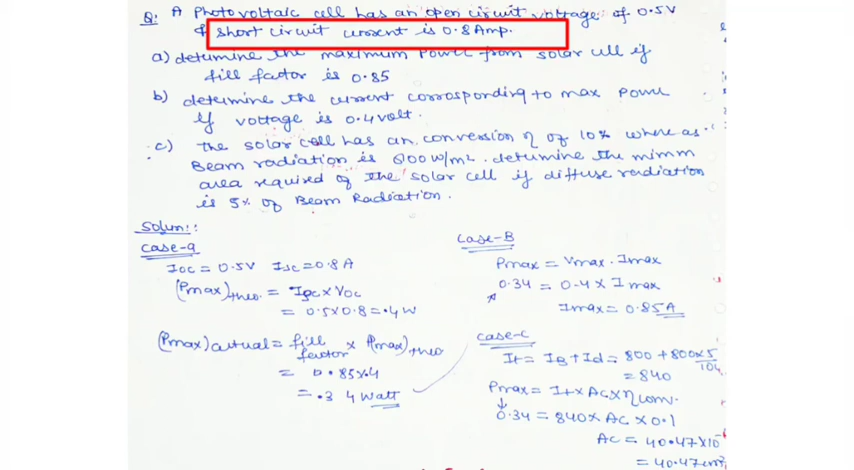 Q: A Photovoltaic cell has an open circuit voltage of 0.5V
& short circuit current is 0.8 Amp.
a) determine the maximum power from solar cell if
fill factor is 0.85
b) determine the current corrosponding to max power
If voltage is 0.4 volt.
c) the solar cell has an conversion η of 10% where as
Beam radiation is 800 w/m². determine the mimm
area required of the solar cell if diffuse radiation
is 5% of Beam Radiation.
Solun:-
Case-a
IOC = 0.5V ISC = 0.8 A
(Pmax)theo. = Isc x VOC
= 0.5 x 0.8 = .4 W
(Pmax) actual = fill factor x (Pmax)theo
= 0.85 x .4
= .34 Watt
Case-B
Pmax = Vmax . Imax
0.34 = 0.4 x Imax
Imax = 0.85 A
Case-C
It = IB + Id = 800 + 800 x 5/100
= 840
Pmax = It x AC x ηconv.
0.34 = 840 x AC x 0.1
AC = 40.47 x 10
= 40.47 cm²